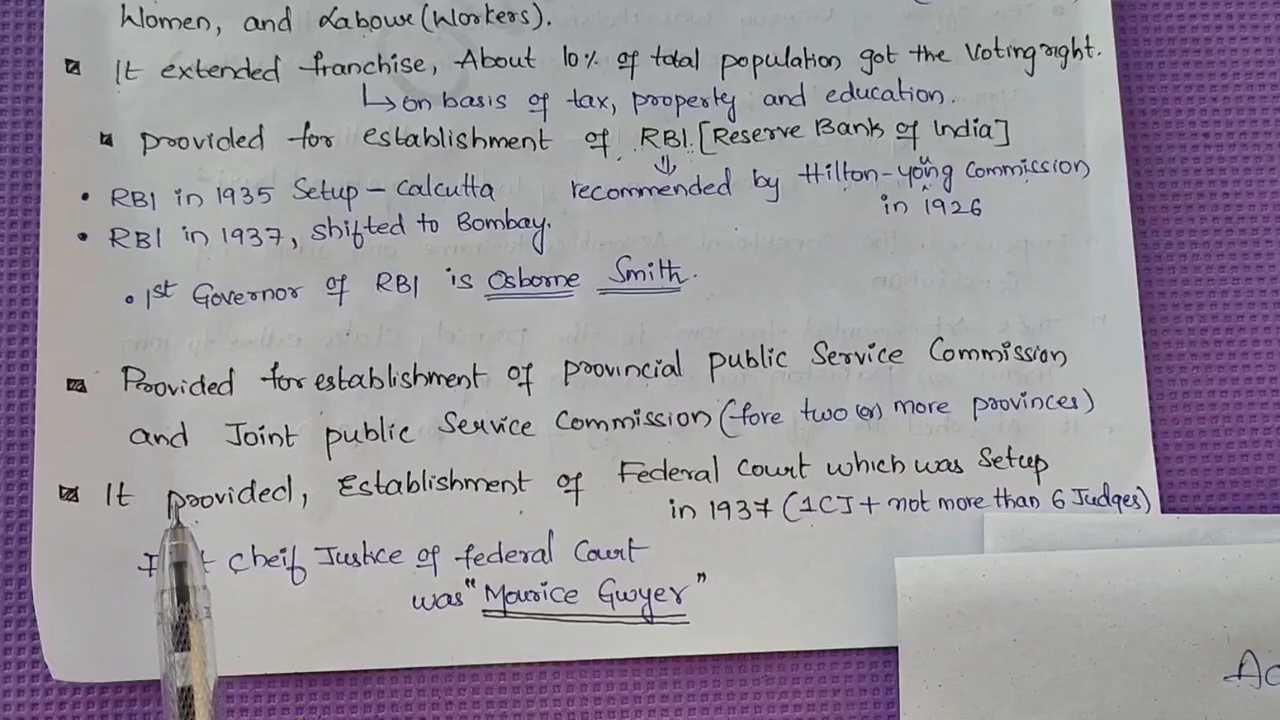 Women, and Labour (Workers).
It extended franchise, About 10% of total population got the Voting right.
↳ on basis of tax, property and education.
provided for establishment of RBI. [Reserve Bank of India]
• RBI in 1935 Setup - Calcutta
⇓ recommended by Hilton-young Commission in 1926
• RBI in 1937, shifted to Bombay.
• 1st Governor of RBI is Osborne Smith.
Provided for establishment of provincial public Service Commission
and Joint public Service Commission (fore two (or) more provinces)
It provided, Establishment of Federal Court which was Setup
in 1937 (1CJ + not more than 6 Judges)
Cheif Justice of federal Court
was "Maurice Gwyer"